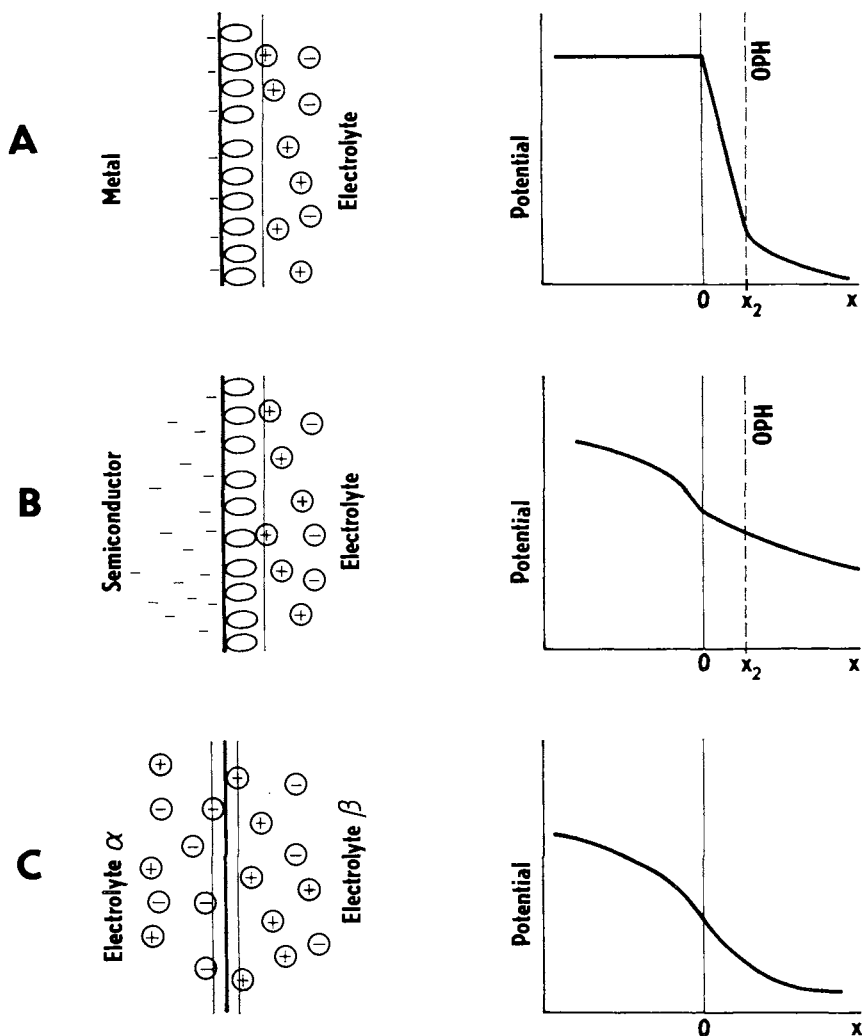 A
Metal
Electrolyte
Potential
OPH
0
x₂
x
B
Semiconductor
Electrolyte
Potential
OPH
0
x₂
x
C
Electrolyte α
Electrolyte β
Potential
0
x